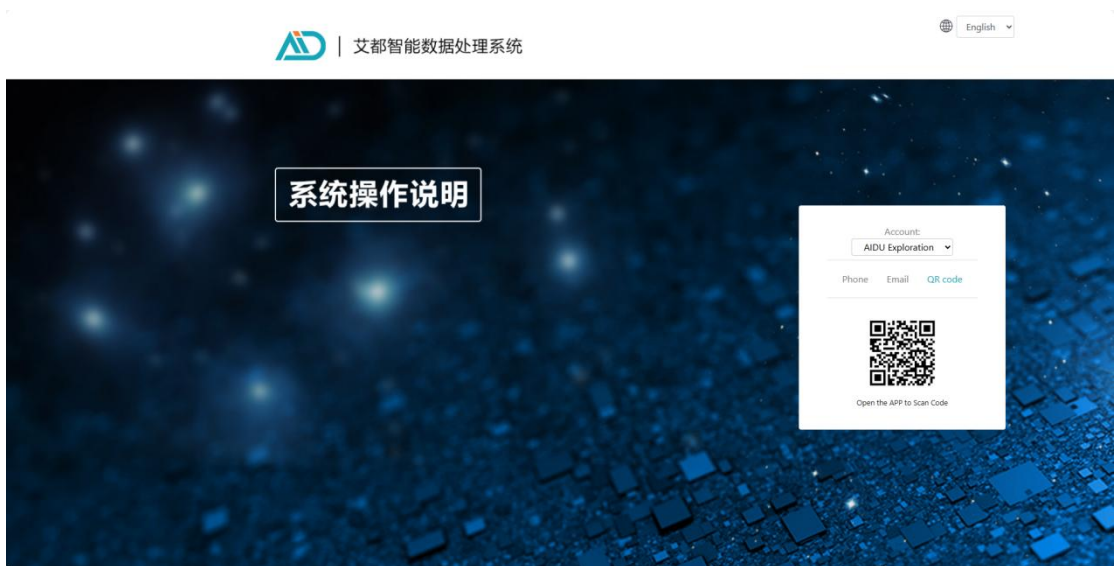 AD | 艾都智能数据处理系统
English
系统操作说明
Account:
AIDU Exploration
Phone Email QR code
Open the APP to Scan Code